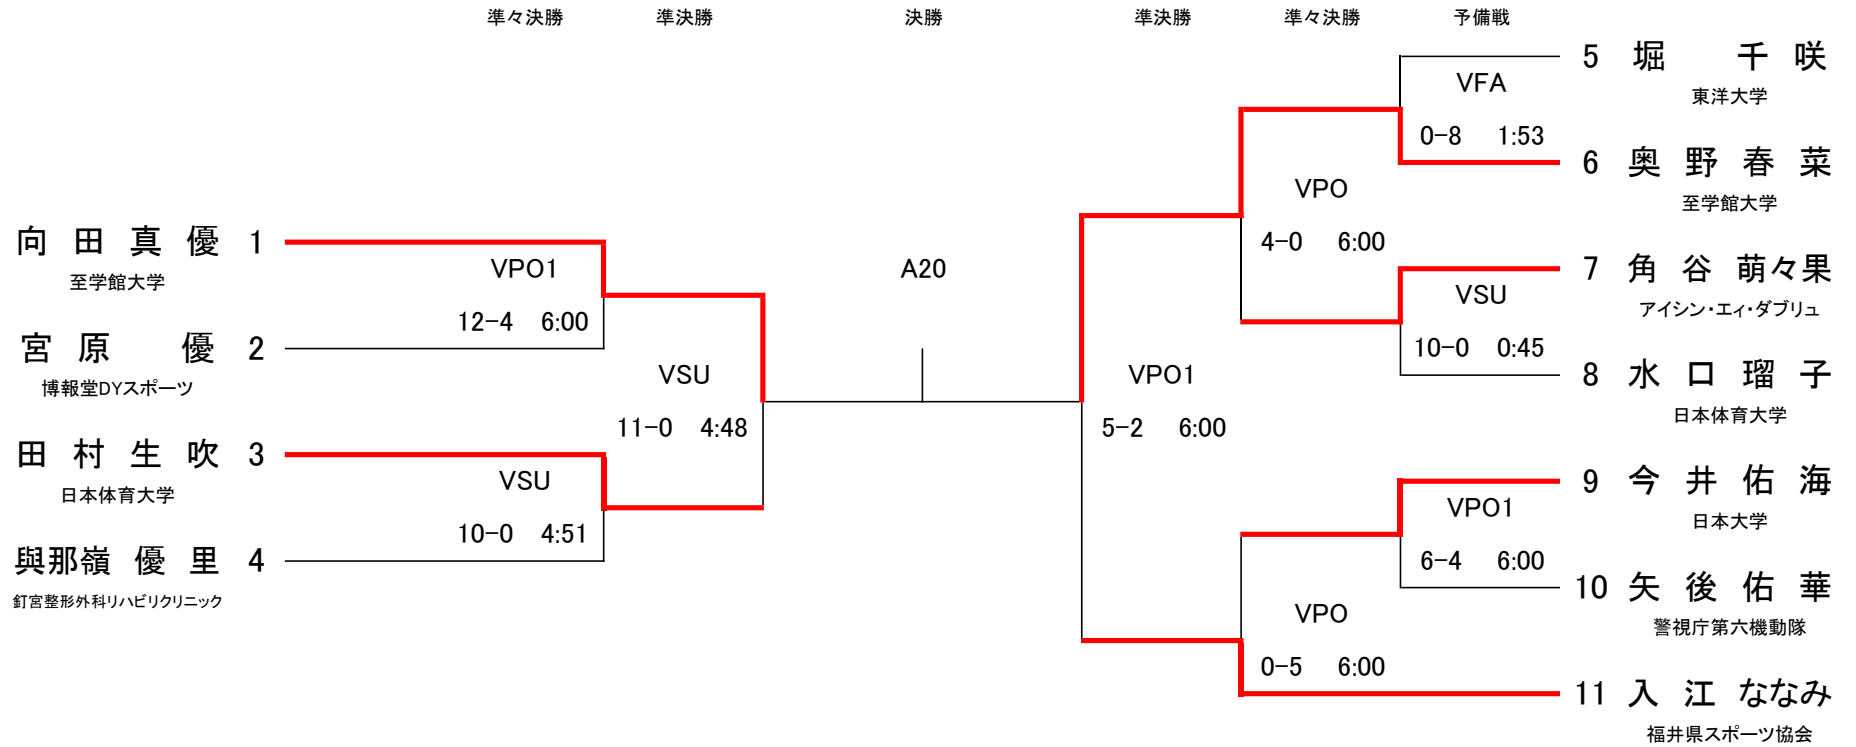 準々決勝 準決勝 決勝 準決勝 準々決勝 予備戦
向田真優 1
至学館大学
VPO1
12-4 6:00
宮原 優 2
博報堂DYスポーツ
VSU
11-0 4:48
田村生吹 3
日本体育大学
VSU
10-0 4:51
與那嶺優里 4
釘宮整形外科リハビリクリニック
A20
5 堀 千咲
東洋大学
VFA
0-8 1:53
6 奥野春菜
至学館大学
VPO
4-0 6:00
7 角谷萌々果
アイシン・エィ・ダブリュ
VSU
10-0 0:45
8 水口瑠子
日本体育大学
VPO1
5-2 6:00
9 今井佑海
日本大学
VPO1
6-4 6:00
10 矢後佑華
警視庁第六機動隊
VPO
0-5 6:00
11 入江ななみ
福井県スポーツ協会